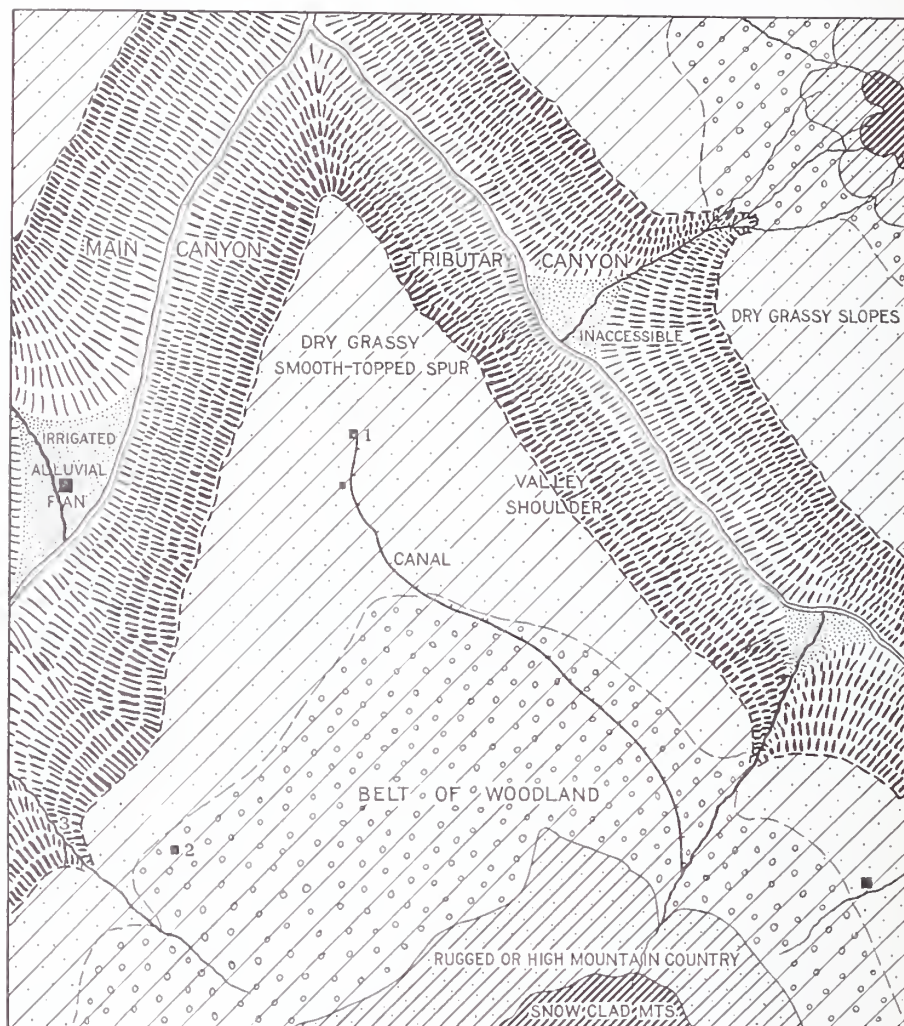 MAIN CANYON
TRIBUTARY CANYON
INACCESSIBLE
DRY GRASSY SLOPES
DRY GRASSY
SMOOTH-TOPPED SPUR
1
IRRIGATED
ALLUVIAL
FAN
VALLEY
SHOULDER
CANAL
BELT OF WOODLAND
3
2
RUGGED OR HIGH MOUNTAIN COUNTRY
SNOW CLAD MTS.